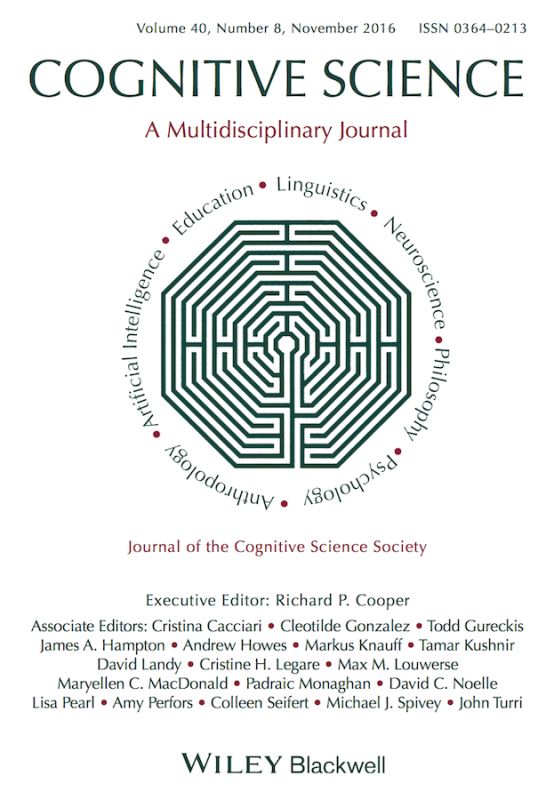 Volume 40, Number 8, November 2016 ISSN 0364–0213
COGNITIVE SCIENCE
A Multidisciplinary Journal
Anthropology • Artificial Intelligence • Education • Linguistics • Neuroscience • Philosophy • Psychology •
Journal of the Cognitive Science Society
Executive Editor: Richard P. Cooper
Associate Editors: Cristina Cacciari • Cleotilde Gonzalez • Todd Gureckis
James A. Hampton • Andrew Howes • Markus Knauff • Tamar Kushnir
David Landy • Cristine H. Legare • Max M. Louwerse
Maryellen C. MacDonald • Padraic Monaghan • David C. Noelle
Lisa Pearl • Amy Perfors • Colleen Seifert • Michael J. Spivey • John Turri
WILEY Blackwell